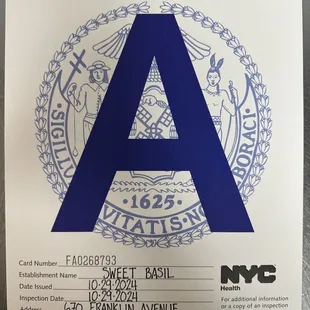 A
SIGILLVM CIVITATIS NOVI EBORACI
1625
Card Number FA0268793
Establishment Name SWEET BASIL
Date Issued 10-29-2024
Inspection Date 10-29-2024
Address 670 FRANKLIN AVENUE
NYC
Health
For additional information
or a copy of an inspection